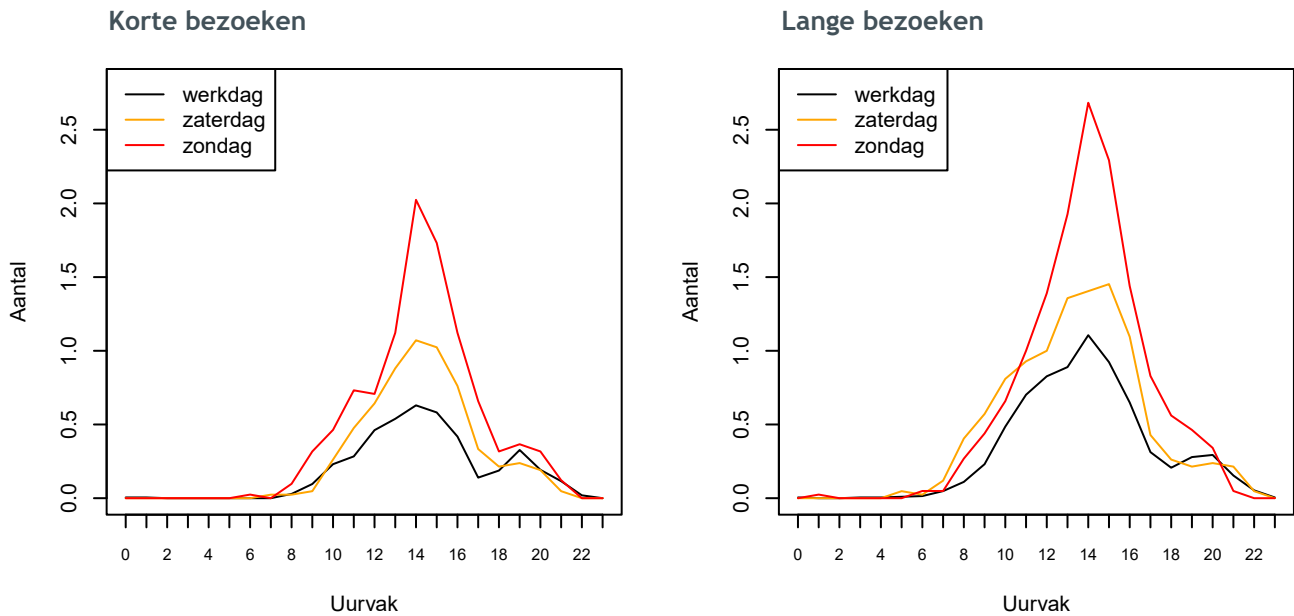 Korte bezoeken
werkdag
zaterdag
zondag
Aantal
0.0 0.5 1.0 1.5 2.0 2.5
0 2 4 6 8 10 12 14 16 18 20 22
Uurvak
Lange bezoeken
werkdag
zaterdag
zondag
Aantal
0.0 0.5 1.0 1.5 2.0 2.5
0 2 4 6 8 10 12 14 16 18 20 22
Uurvak